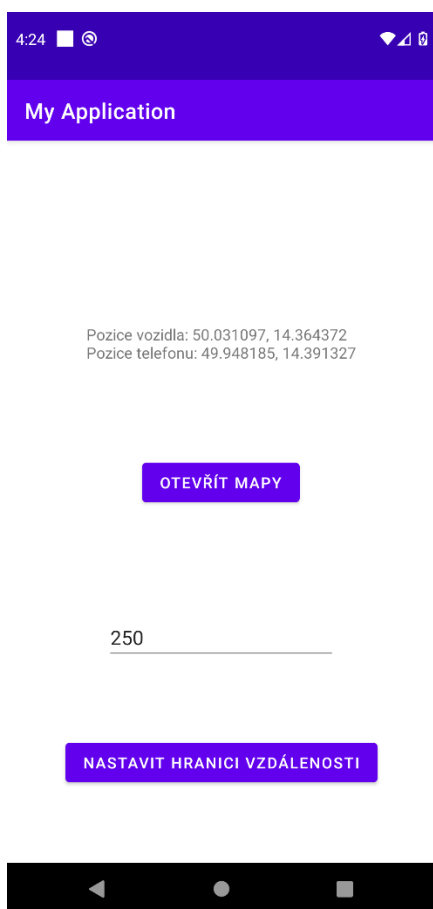 4:24
My Application
Pozice vozidla: 50.031097, 14.364372
Pozice telefonu: 49.948185, 14.391327
OTEVŘÍT MAPY
250
NASTAVIT HRANICI VZDÁLENOSTI